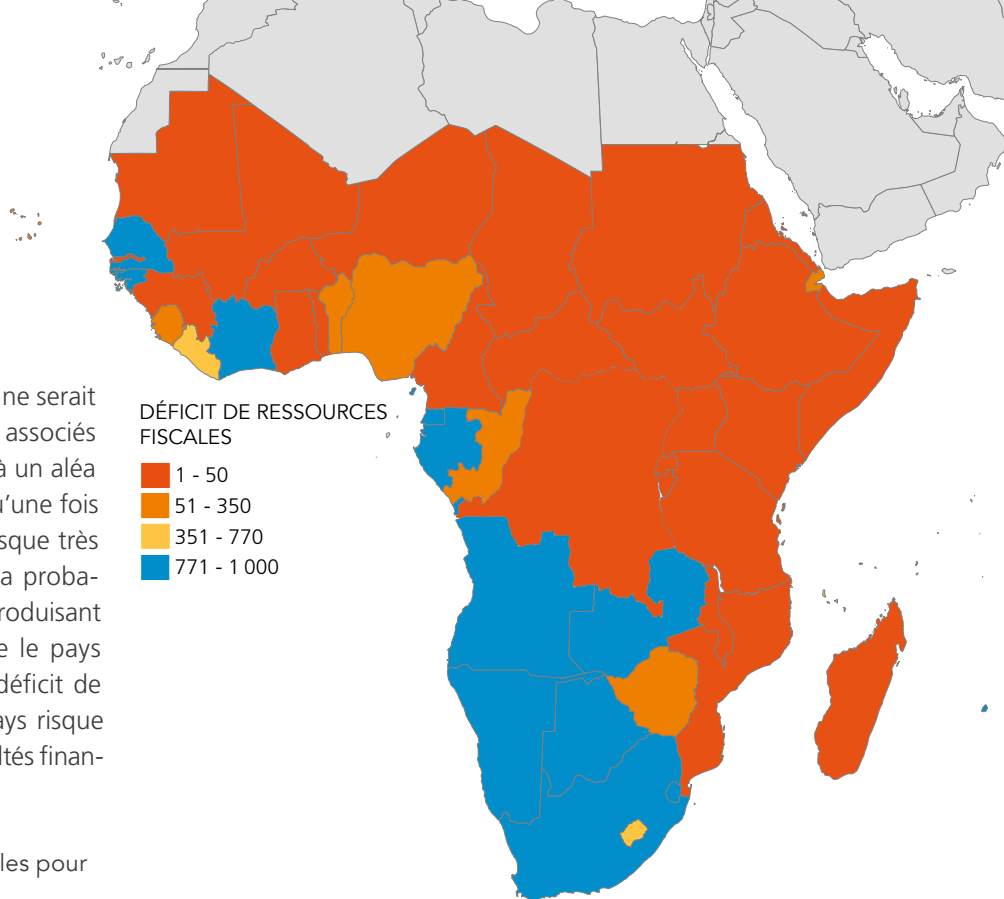 ne serait
associés
à un aléa
u'une fois
sque très
a proba-
roduisant
e le pays
déficit de
ays risque
ltés finan-
les pour
DÉFICIT DE RESSOURCES
FISCALES
1 - 50
51 - 350
351 - 770
771 - 1 000